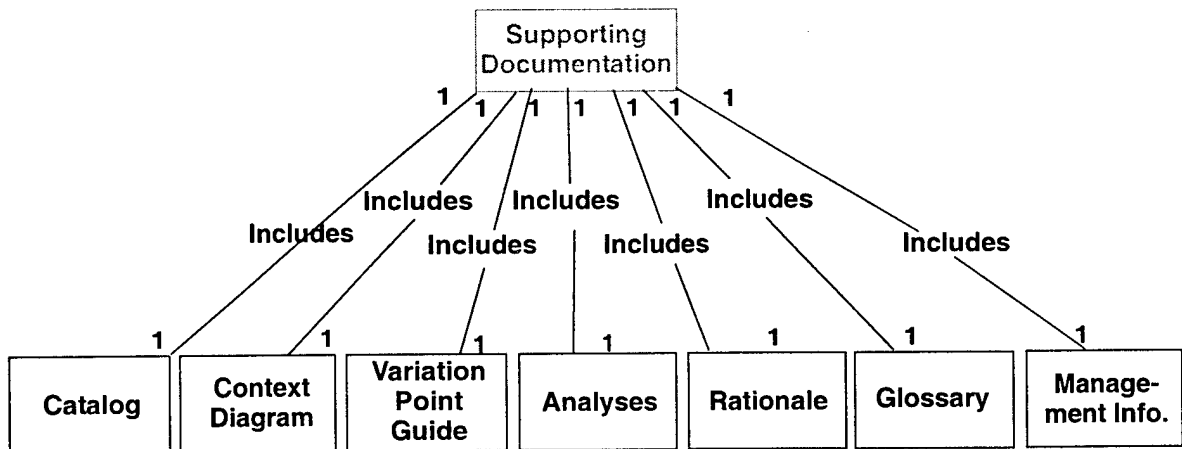 Supporting
Documentation
1 1 1 1 1 1 1
Includes Includes Includes
Includes Includes Includes Includes
1 1 1 1 1 1 1
Catalog
Context
Diagram
Variation
Point
Guide
Analyses
Rationale
Glossary
Manage-
ment Info.